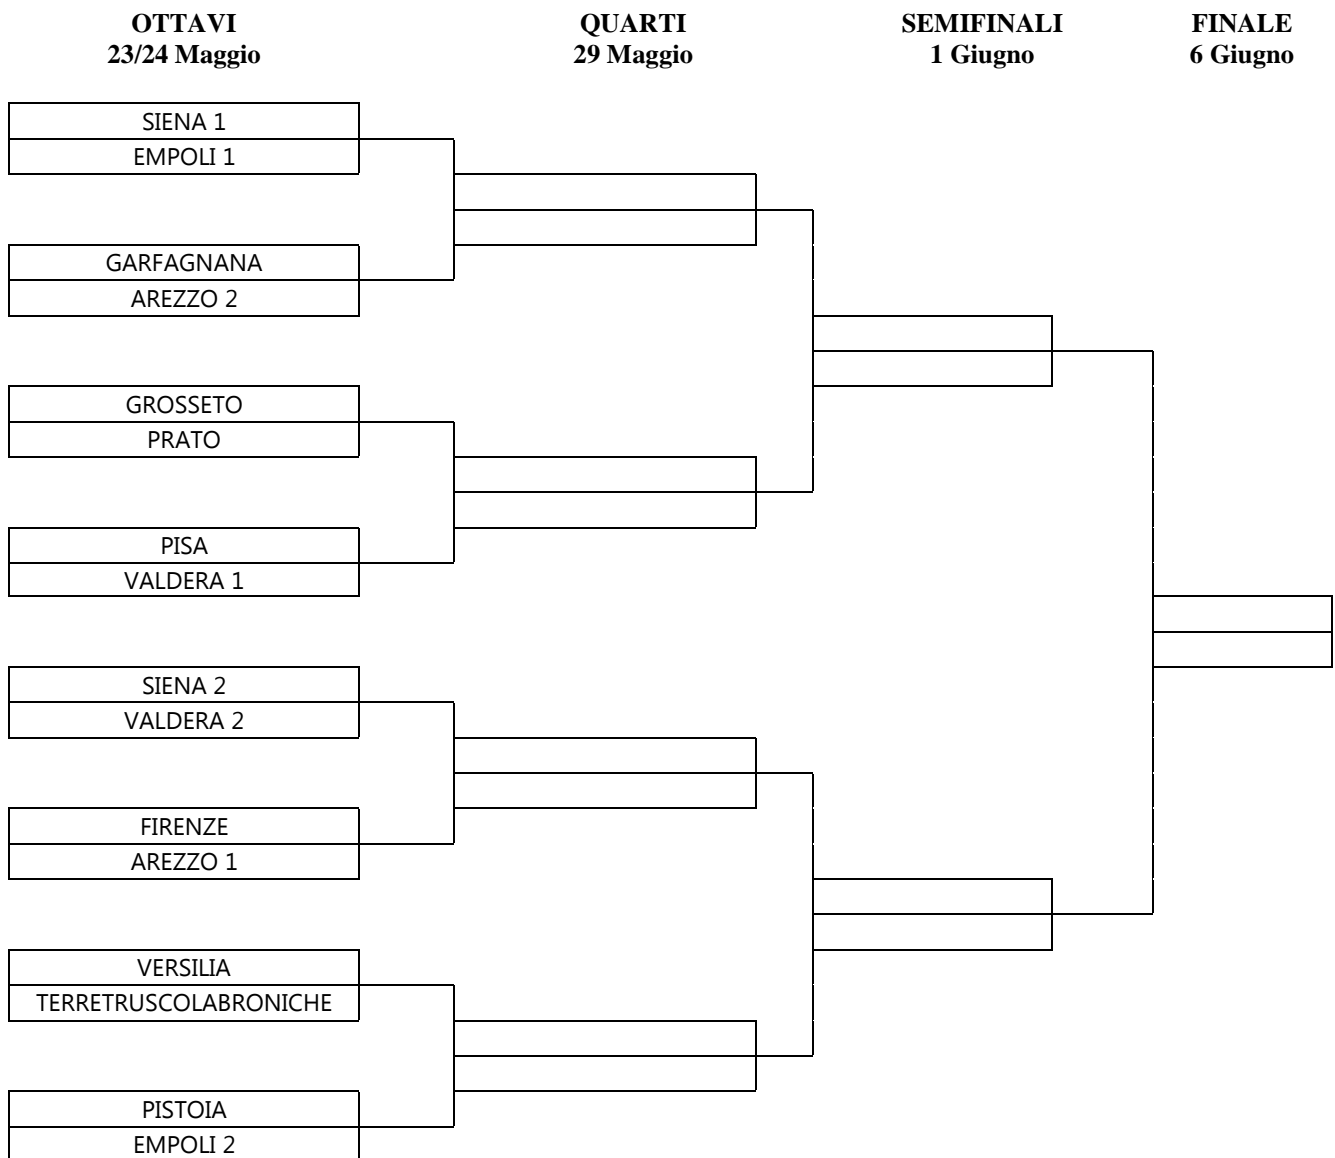 OTTAVI QUARTI SEMIFINALI FINALE
23/24 Maggio 29 Maggio 1 Giugno 6 Giugno
SIENA 1
EMPOLI 1
GARFAGNANA
AREZZO 2
GROSSETO
PRATO
PISA
VALDERA 1
SIENA 2
VALDERA 2
FIRENZE
AREZZO 1
VERSILIA
TERRETRUSCOLABRONICHE
PISTOIA
EMPOLI 2